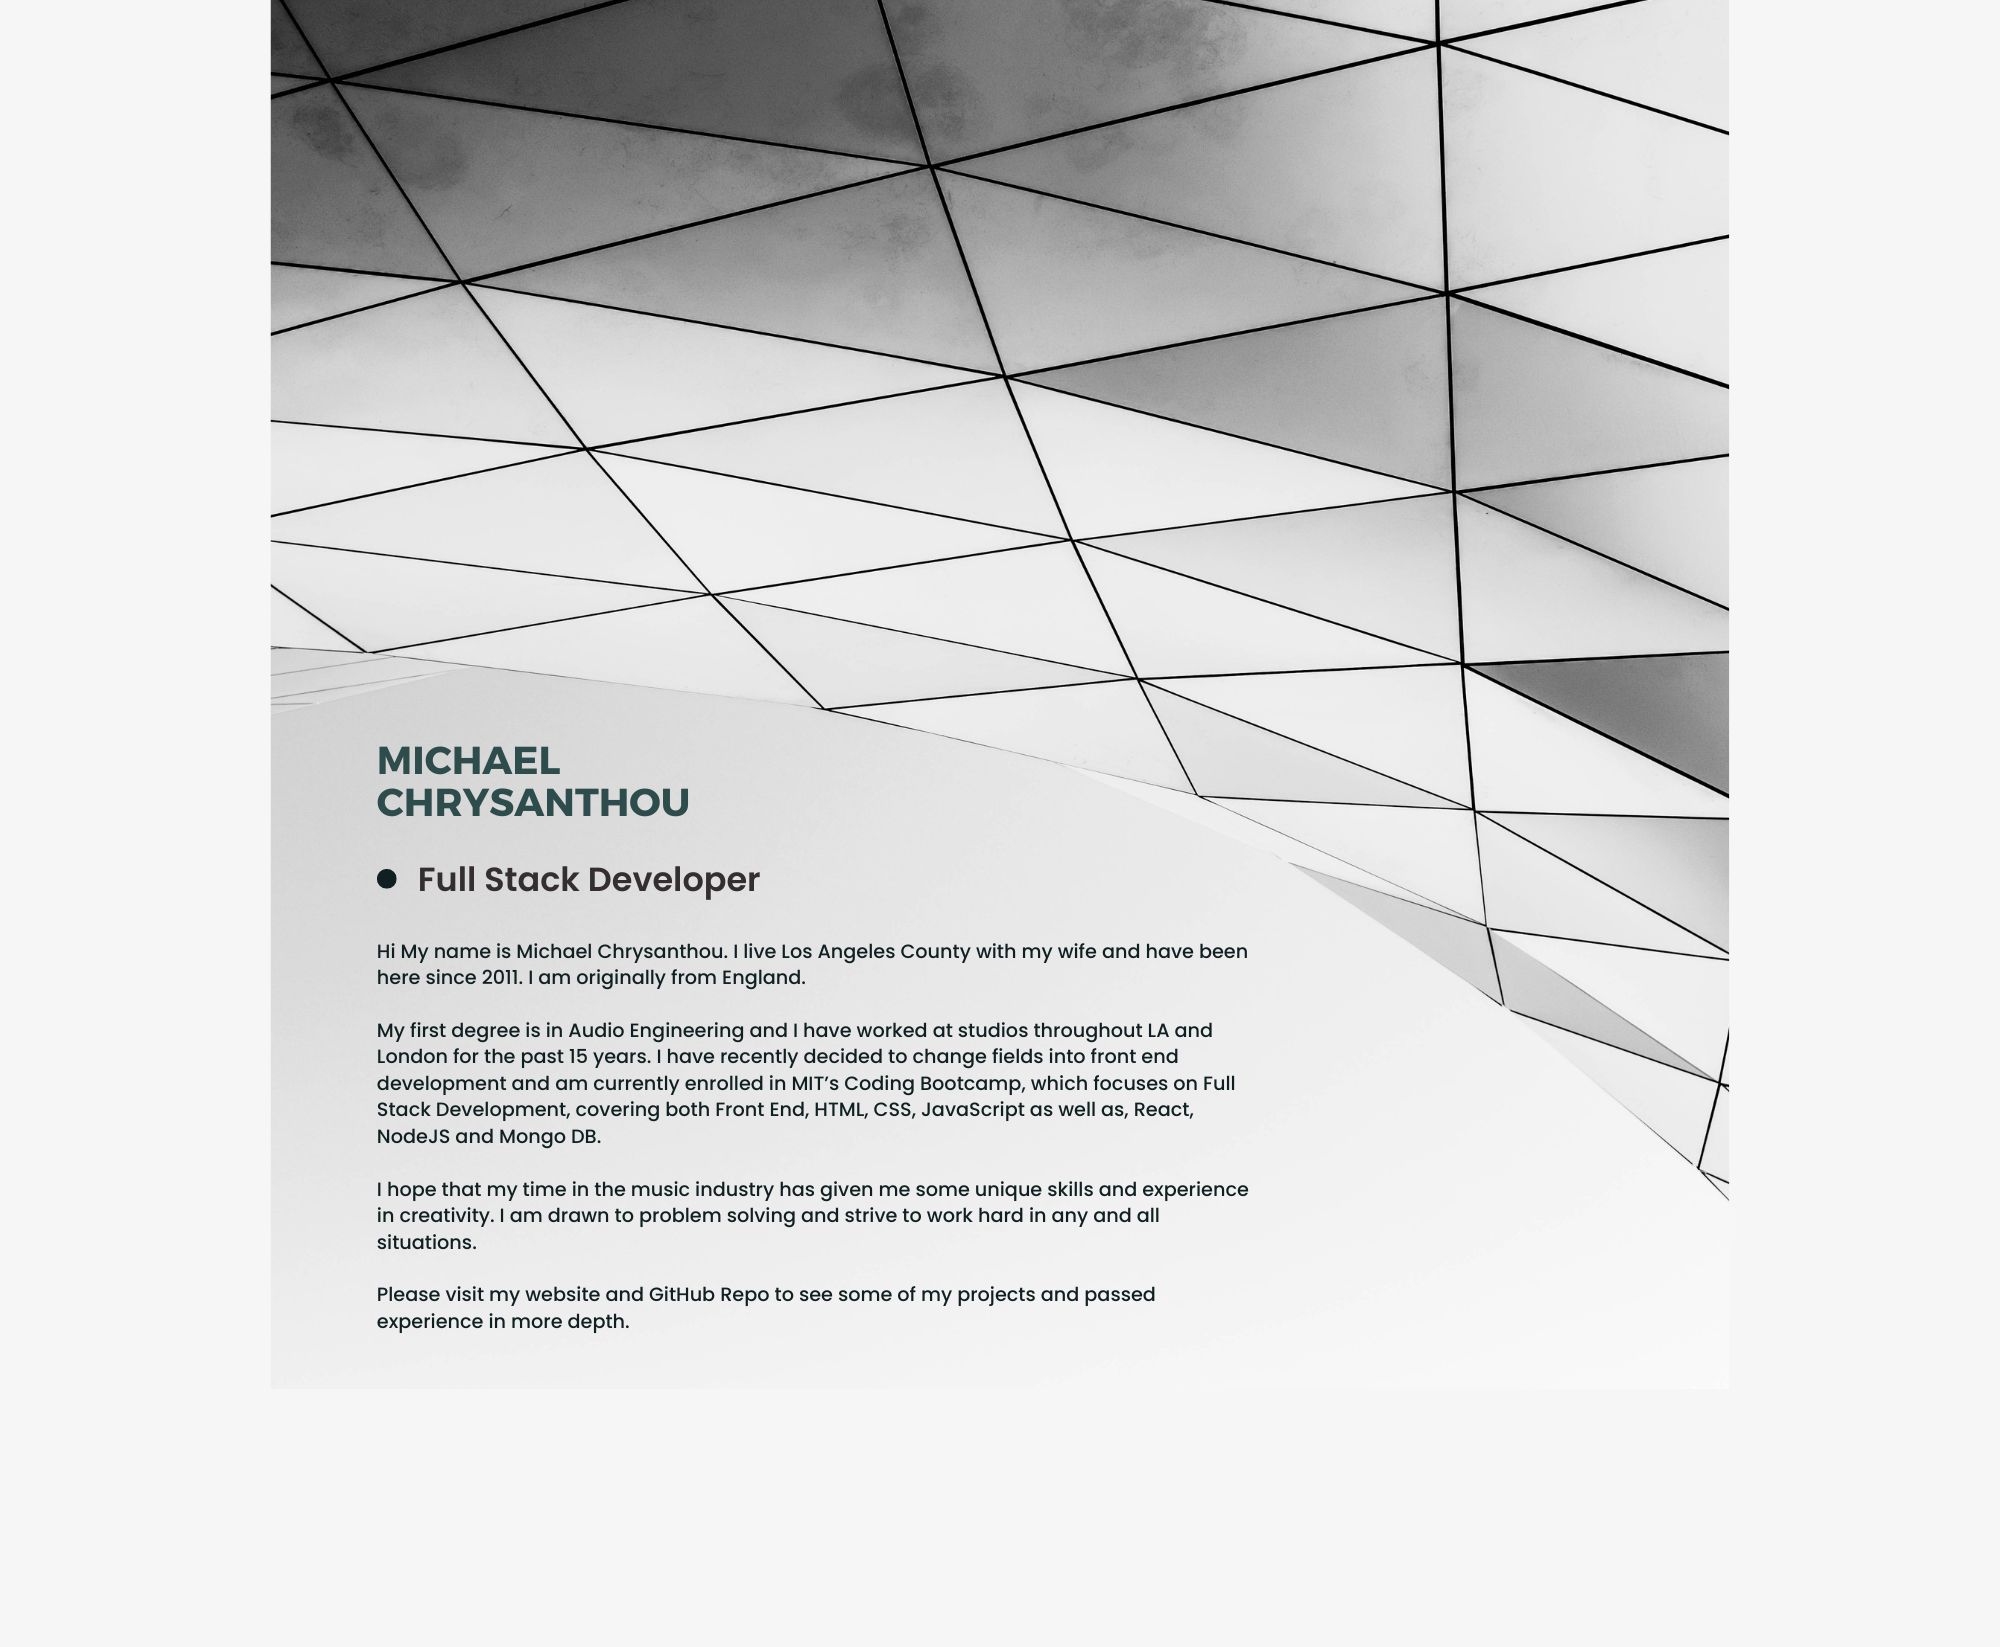 MICHAEL
CHRYSANTHOU
Full Stack Developer
Hi My name is Michael Chrysanthou. I live Los Angeles County with my wife and have been
here since 2011. I am originally from England.
My first degree is in Audio Engineering and I have worked at studios throughout LA and
London for the past 15 years. I have recently decided to change fields into front end
development and am currently enrolled in MIT’s Coding Bootcamp, which focuses on Full
Stack Development, covering both Front End, HTML, CSS, JavaScript as well as, React,
NodeJS and Mongo DB.
I hope that my time in the music industry has given me some unique skills and experience
in creativity. I am drawn to problem solving and strive to work hard in any and all
situations.
Please visit my website and GitHub Repo to see some of my projects and passed
experience in more depth.